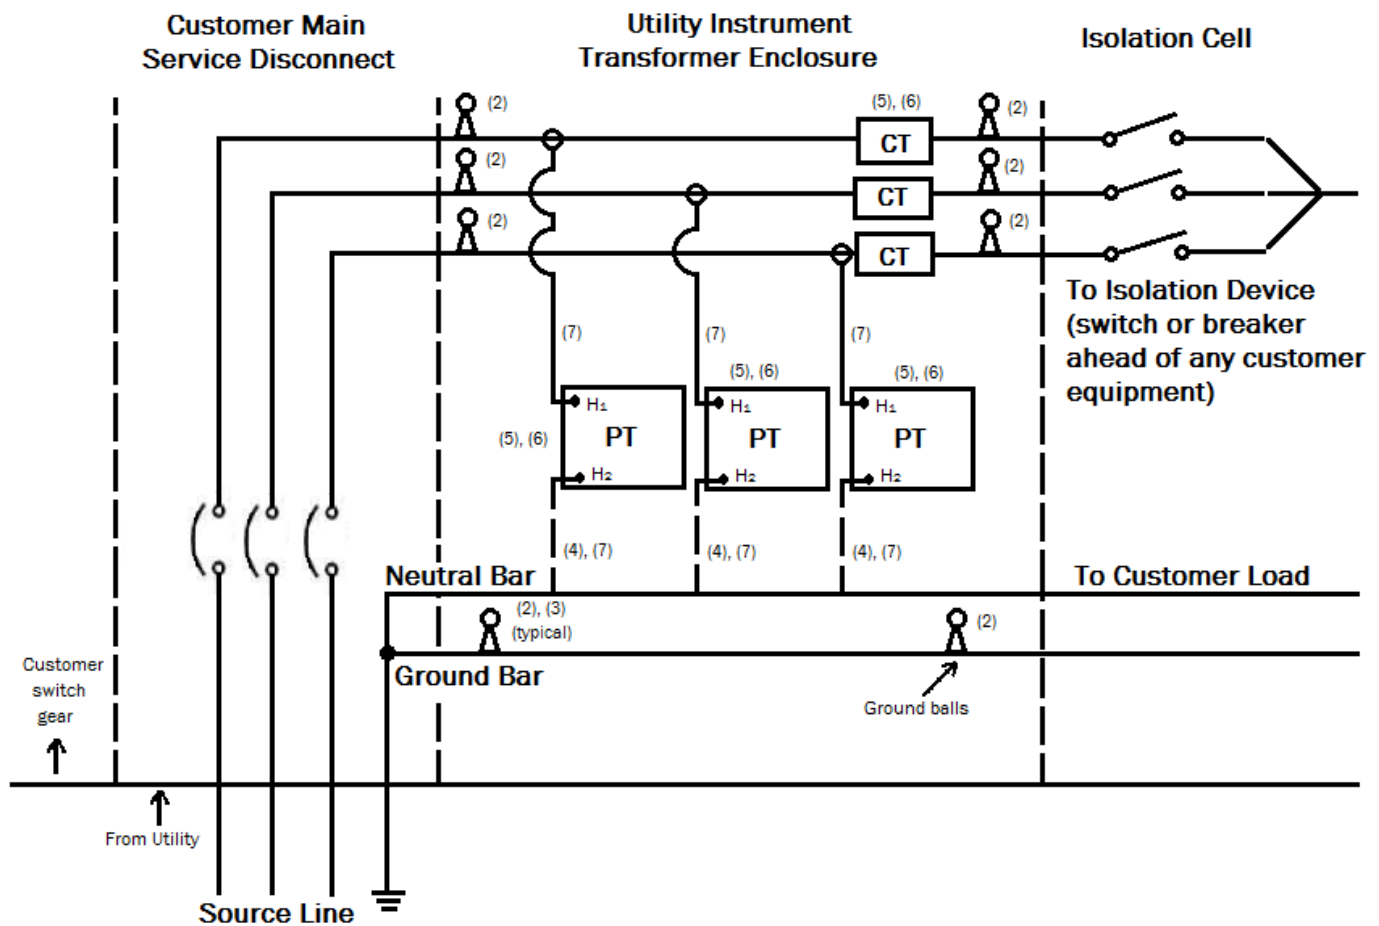 Customer Main
Service Disconnect
Utility Instrument
Transformer Enclosure
Isolation Cell
(2)
(5), (6)
(2)
CT
(2)
(2)
CT
(2)
(2)
CT
To Isolation Device
(switch or breaker
ahead of any customer
equipment)
(7)
(7)
(7)
(5), (6)
(5), (6)
H1
H1
H1
(5), (6)
PT
PT
PT
H2
H2
H2
(4), (7)
(4), (7)
(4), (7)
Neutral Bar
To Customer Load
(2), (3)
(typical)
(2)
Ground Bar
Ground balls
Customer
switch
gear
From Utility
Source Line